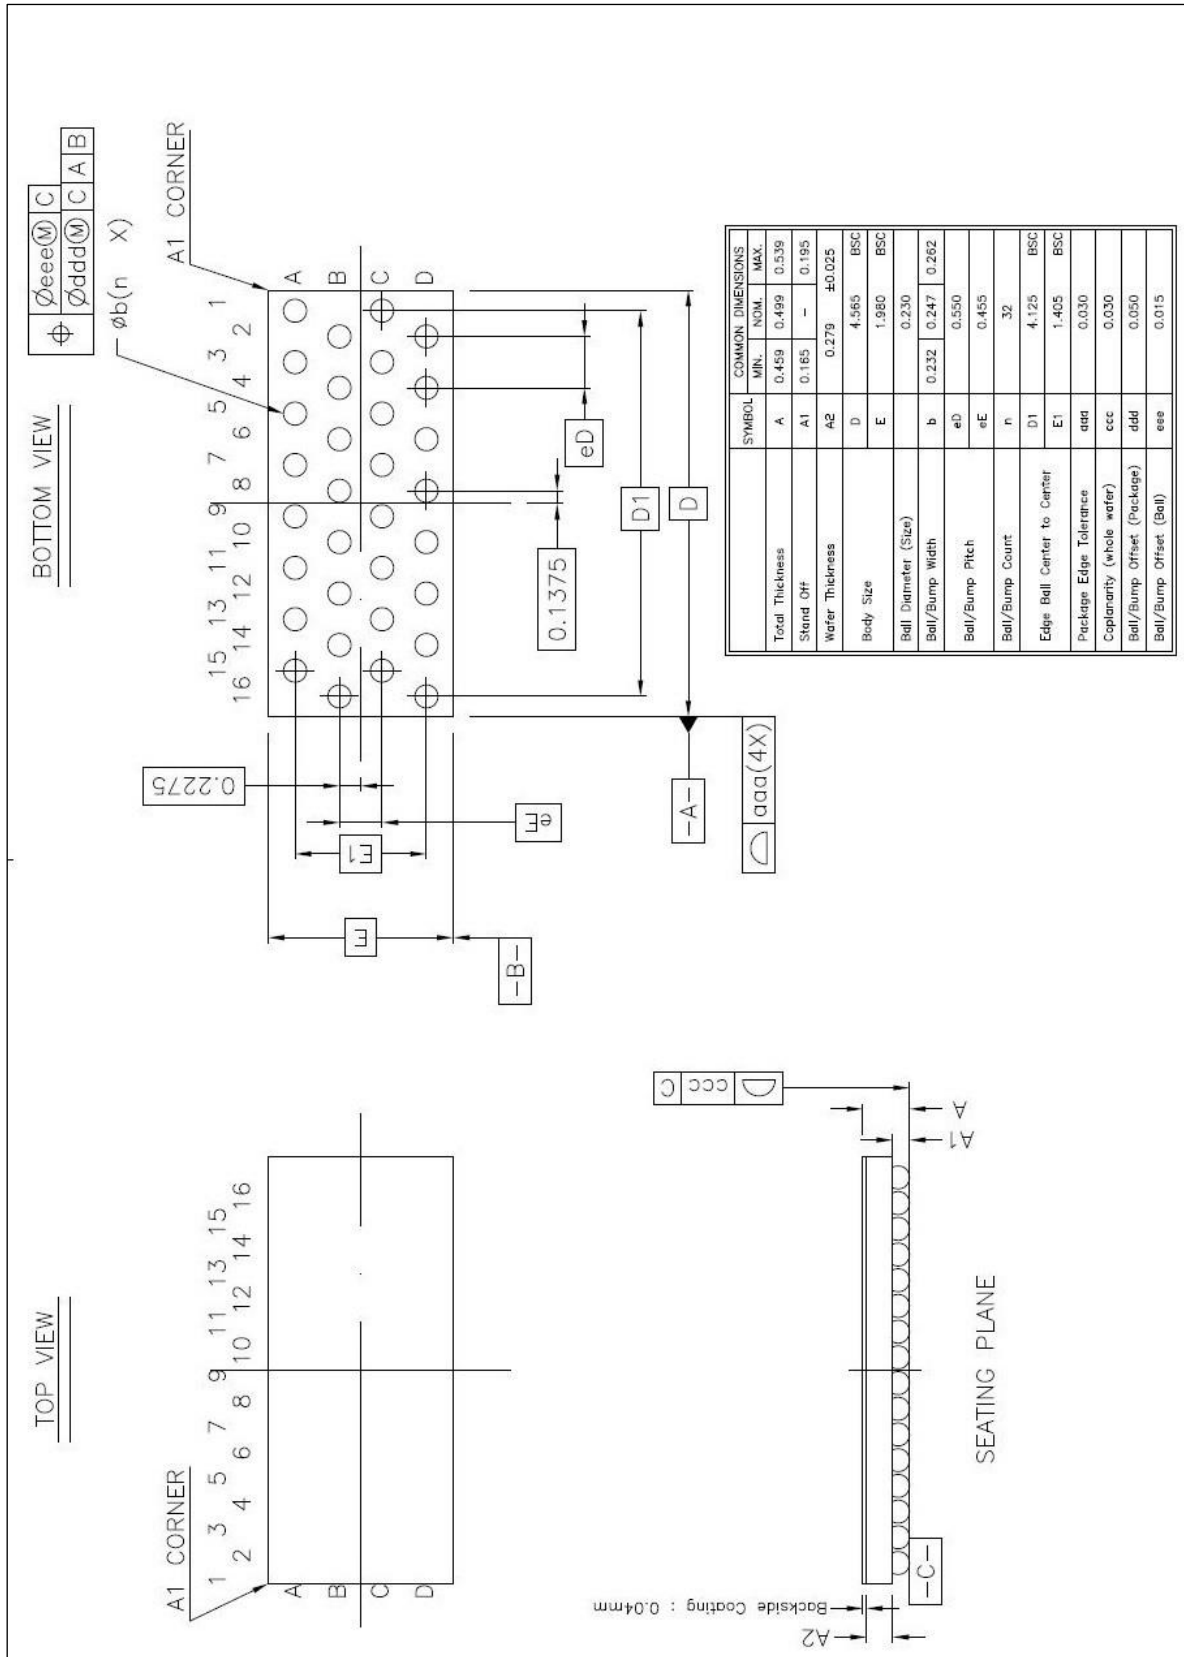 TOP VIEW
A1 CORNER
1 3 5 7 9 11 13 15
2 4 6 8 10 12 14 16
A
B
C
D
BOTTOM VIEW
Øeee Ⓜ C
Øddd Ⓜ C A B
øb(n X)
A1 CORNER
15 13 11 9 7 5 3 1
16 14 12 10 8 6 4 2
A
B
C
D
0.2275
eE
E1
E
-B-
eD
0.1375
D1
D
-A-
aaa(4X)
Backside Coating : 0.04mm
A2
-C-
SEATING PLANE
ccc C
A
A1
SYMBOL COMMON DIMENSIONS
MIN. NOM. MAX.
Total Thickness A 0.459 0.499 0.539
Stand Off A1 0.165 – 0.195
Wafer Thickness A2 0.279 ±0.025
Body Size D 4.565 BSC
E 1.980 BSC
Ball Diameter (Size) 0.230
Ball/Bump Width b 0.232 0.247 0.262
Ball/Bump Pitch eD 0.550
eE 0.455
Ball/Bump Count n 32
Edge Ball Center to Center D1 4.125 BSC
E1 1.405 BSC
Package Edge Tolerance aaa 0.030
Coplanarity (whole wafer) ccc 0.030
Ball/Bump Offset (Package) ddd 0.050
Ball/Bump Offset (Ball) eee 0.015